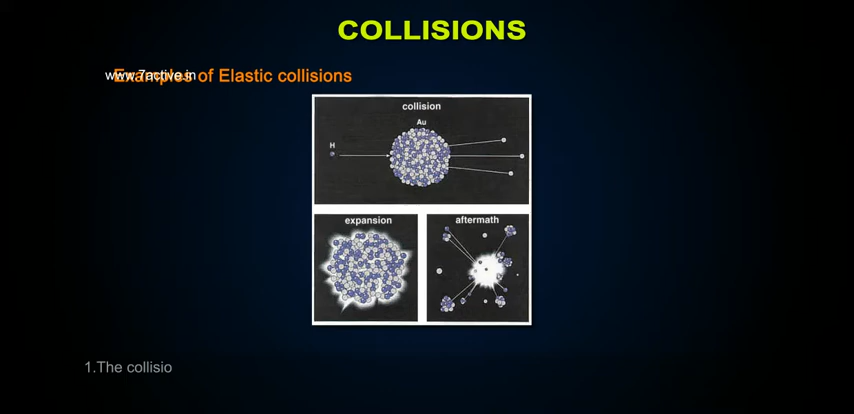 COLLISIONS
Examples of Elastic collisions
www.7active.in
collision
Au
H
expansion
aftermath
1.The collisio